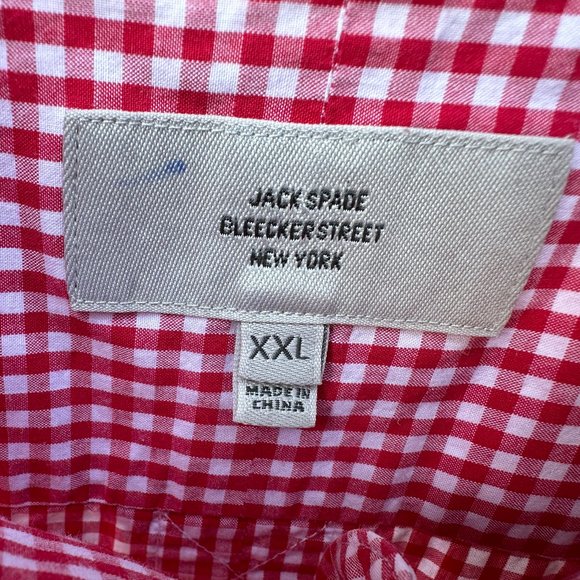 JACK SPADE
BLEECKER STREET
NEW YORK
XXL
MADE IN
CHINA